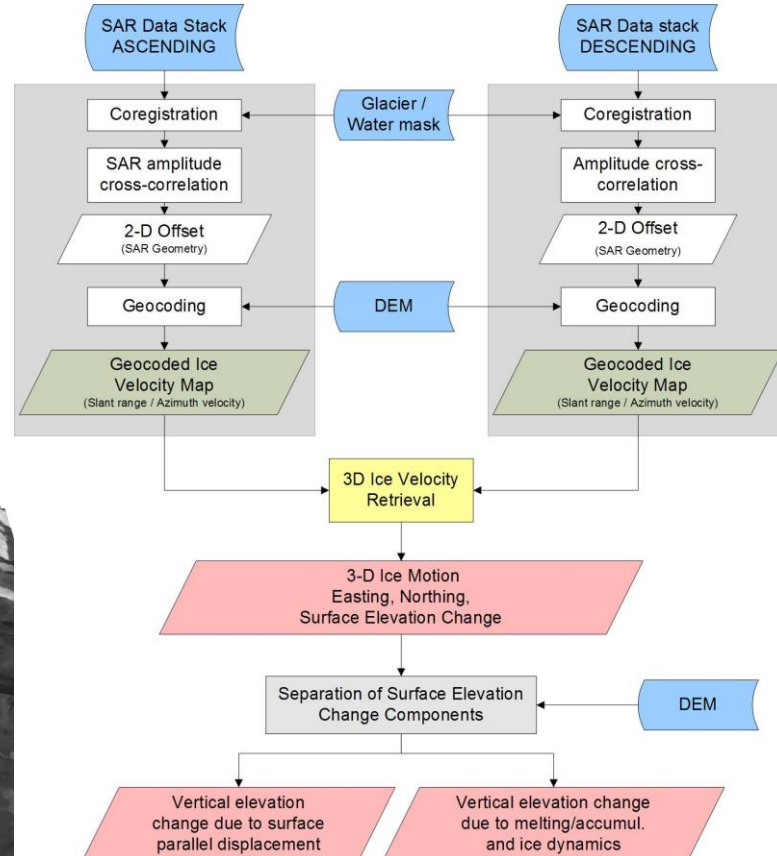 SAR Data Stack
ASCENDING
SAR Data stack
DESCENDING
Glacier /
Water mask
Coregistration
Coregistration
SAR amplitude
cross-correlation
Amplitude cross-
correlation
2-D Offset
(SAR Geometry)
2-D Offset
(SAR Geometry)
Geocoding
DEM
Geocoding
Geocoded Ice
Velocity Map
(Slant range / Azimuth velocity)
Geocoded Ice
Velocity Map
(Slant range / Azimuth velocity)
3D Ice Velocity
Retrieval
3-D Ice Motion
Easting, Northing,
Surface Elevation Change
Separation of Surface Elevation
Change Components
DEM
Vertical elevation
change due to surface
parallel displacement
Vertical elevation change
due to melting/accumul.
and ice dynamics